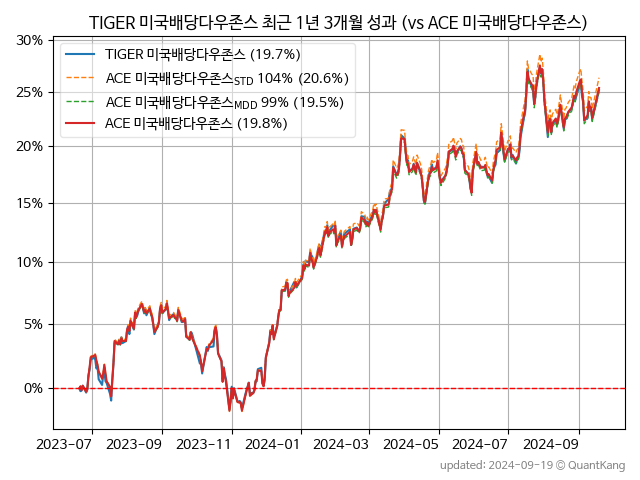 TIGER 미국배당다우존스 최근 1년 3개월 성과 (vs ACE 미국배당다우존스)
TIGER 미국배당다우존스 (19.7%)
ACE 미국배당다우존스STD 104% (20.6%)
ACE 미국배당다우존스MDD 99% (19.5%)
ACE 미국배당다우존스 (19.8%)
30%
25%
20%
15%
10%
5%
0%
2023-07 2023-09 2023-11 2024-01 2024-03 2024-05 2024-07 2024-09
updated: 2024-09-19 @ QuantKang